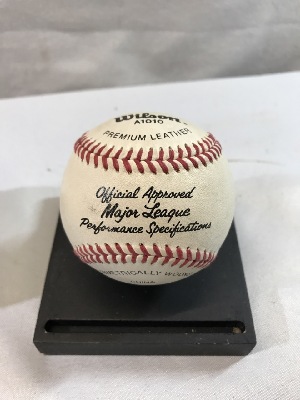 Wilson
A1010
PREMIUM LEATHER
Official Approved
Major League
Performance Specifications